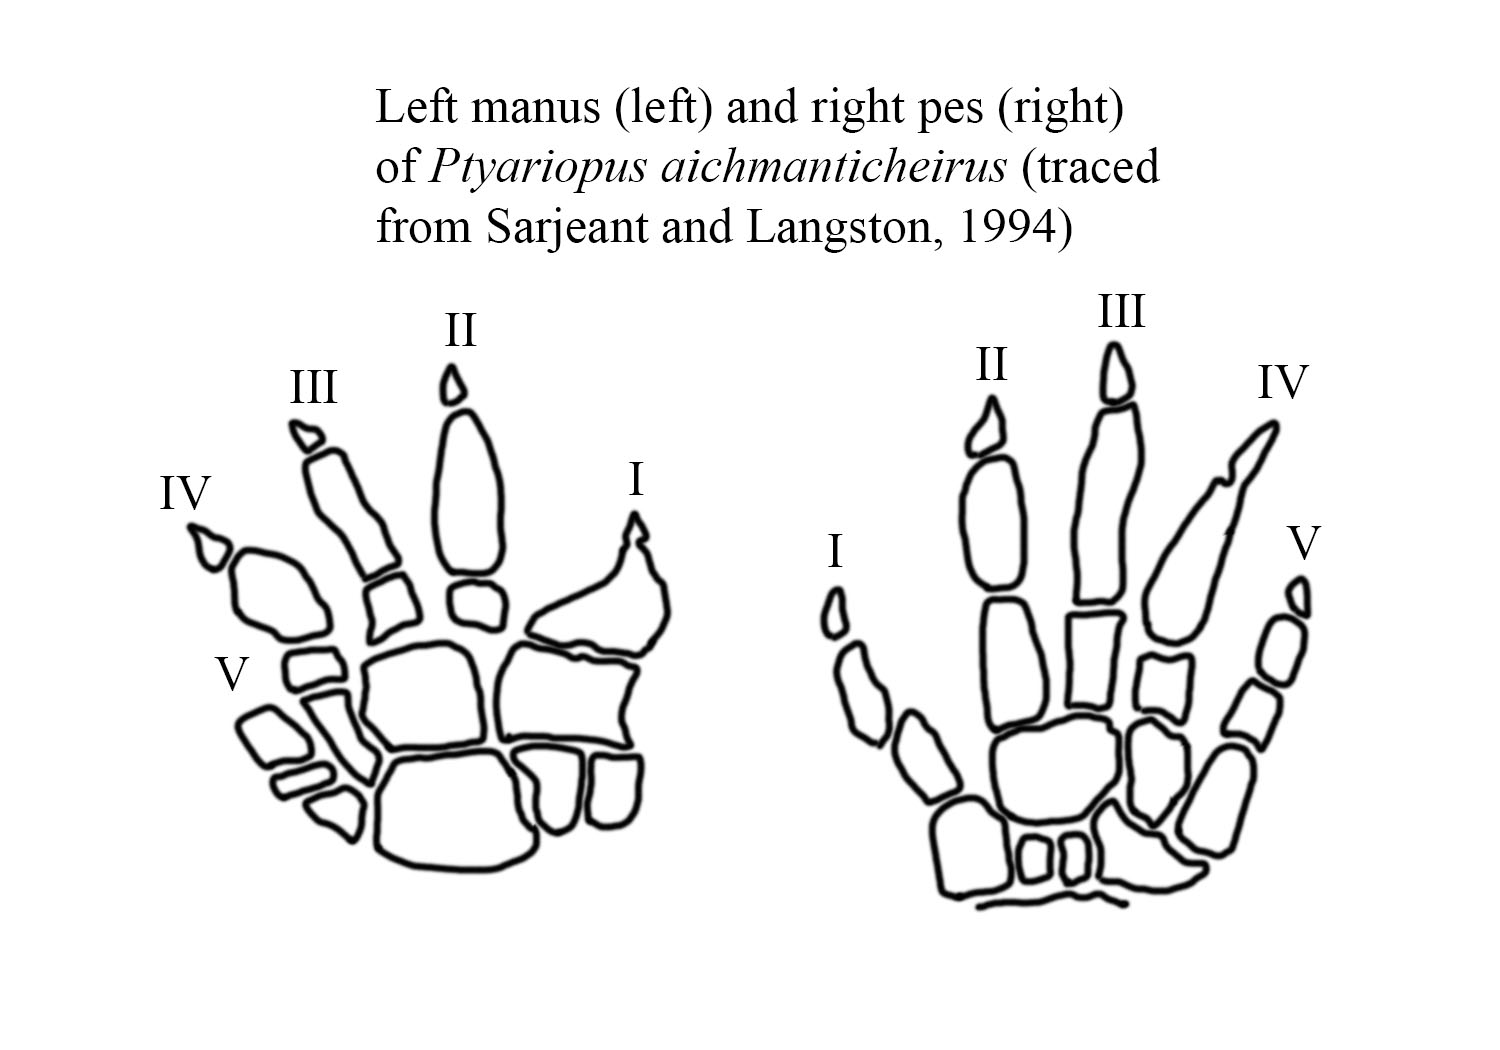 Left manus (left) and right pes (right)
of Ptyariopus aichmanticheirus (traced
from Sarjeant and Langston, 1994)
II
III
IV
I
V
III
II
IV
I
V